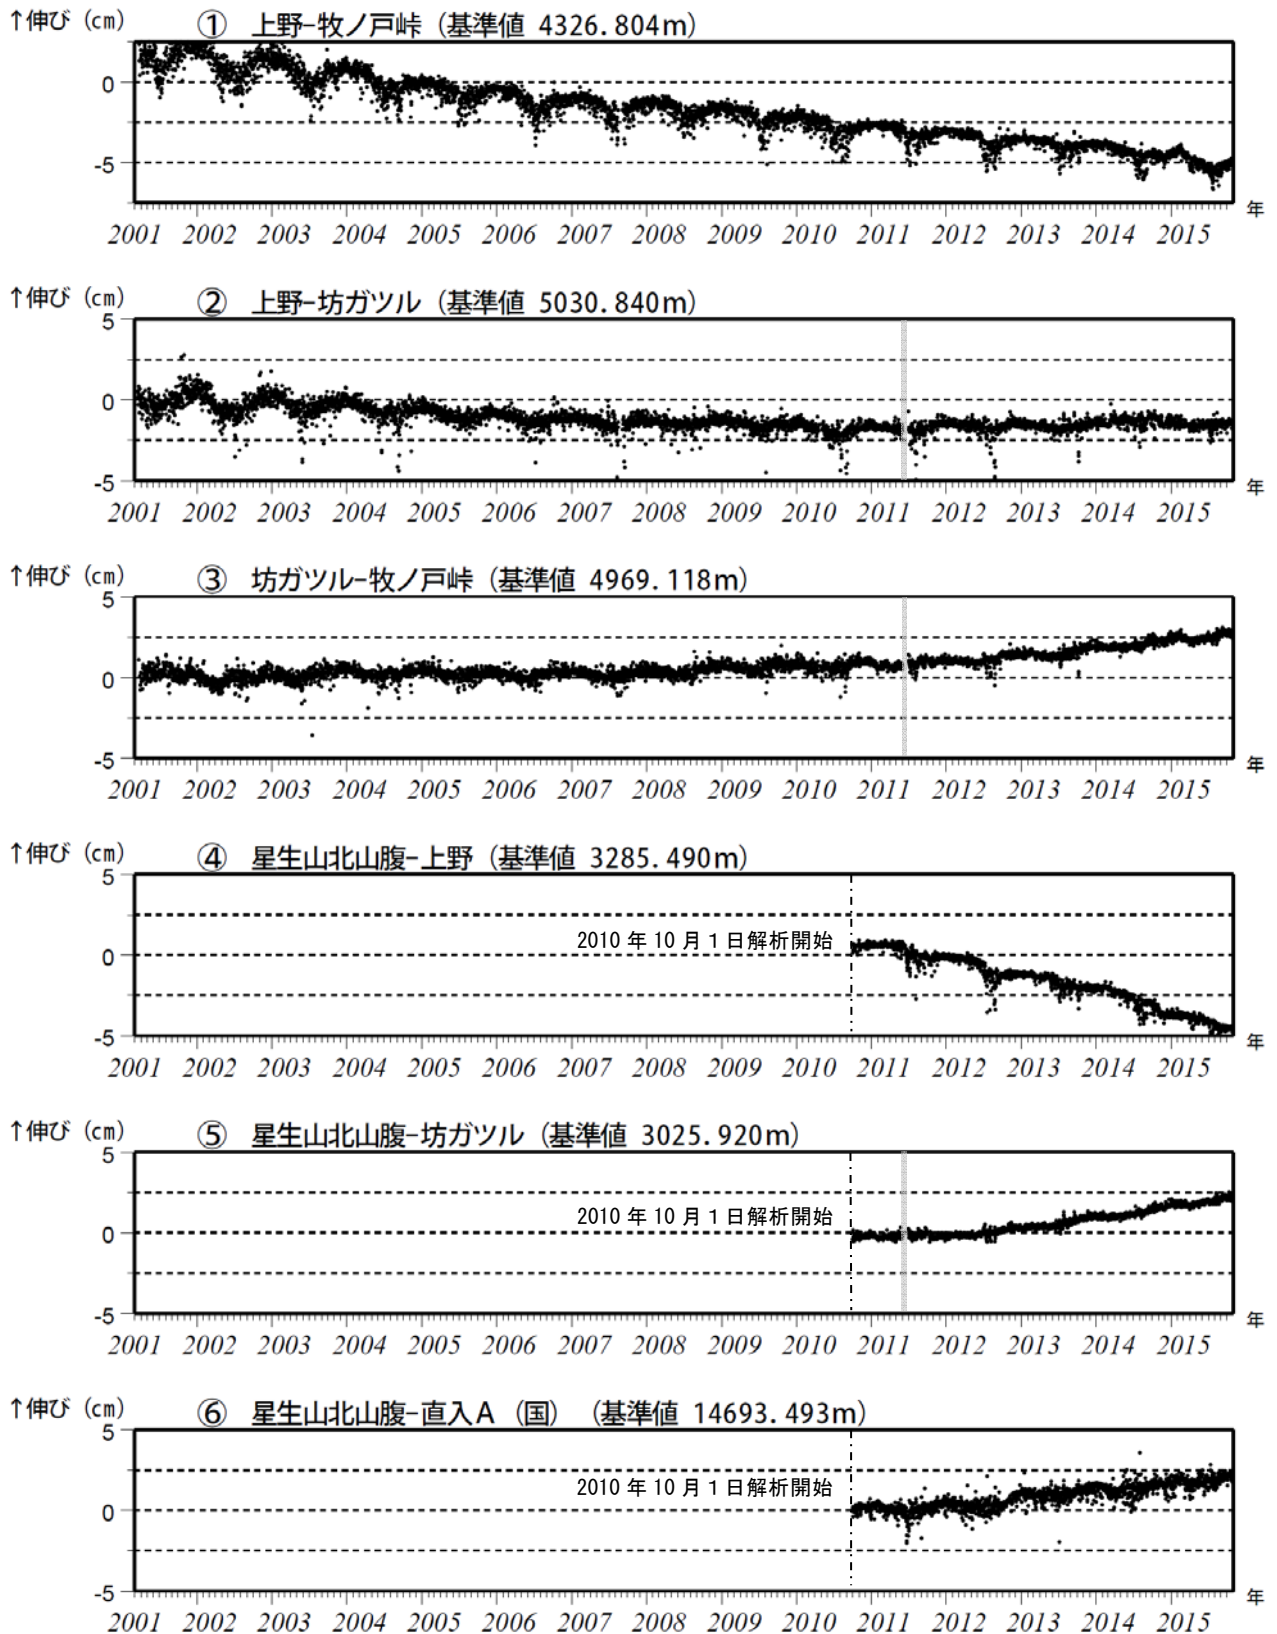 ↑伸び（cm） ① 上野-牧ノ戸峠（基準値 4326.804m）
0
-5
2001 2002 2003 2004 2005 2006 2007 2008 2009 2010 2011 2012 2013 2014 2015 年
↑伸び（cm） ② 上野-坊ガツル（基準値 5030.840m）
5
0
-5
2001 2002 2003 2004 2005 2006 2007 2008 2009 2010 2011 2012 2013 2014 2015 年
↑伸び（cm） ③ 坊ガツル-牧ノ戸峠（基準値 4969.118m）
5
0
-5
2001 2002 2003 2004 2005 2006 2007 2008 2009 2010 2011 2012 2013 2014 2015 年
↑伸び（cm） ④ 星生山北山腹-上野（基準値 3285.490m）
5
2010 年 10 月 1 日解析開始
0
-5
2001 2002 2003 2004 2005 2006 2007 2008 2009 2010 2011 2012 2013 2014 2015 年
↑伸び（cm） ⑤ 星生山北山腹-坊ガツル（基準値 3025.920m）
5
2010 年 10 月 1 日解析開始
0
-5
2001 2002 2003 2004 2005 2006 2007 2008 2009 2010 2011 2012 2013 2014 2015 年
↑伸び（cm） ⑥ 星生山北山腹-直入A（国）（基準値 14693.493m）
5
2010 年 10 月 1 日解析開始
0
-5
2001 2002 2003 2004 2005 2006 2007 2008 2009 2010 2011 2012 2013 2014 2015 年